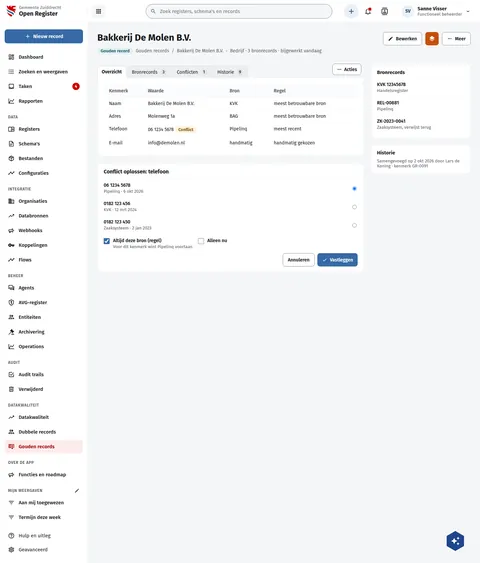 Gemeente Juridrecht
Open Register
Zoek registers, schema's en records
Sanne Visser
Functioneel beheerder
SV
Nieuw record
Dashboard
Zoeken en weergaven
Taken
Rapporten
DATA
Registers
Schema's
Bestanden
Configuraties
INTEGRATIE
Organisaties
Databronnen
Webhooks
Koppelingen
Flows
BEHEER
Agents
AVG-register
Entiteiten
Archivering
Operations
AUDIT
Audit trails
Verwijderd
DATAKWALITEIT
Datakwaliteit
Dubbele records
Gouden records
OVER DE APP
Functies en roadmap
MIJN WEERGAVEN
Aan mij toegewezen
Termijn deze week
Hulp en uitleg
Geavanceerd
Bakkerij De Molen B.V.
Gouden record Gouden records / Bakkerij De Molen B.V. · Bedrijf · 3 bronrecords · bijgewerkt vandaag
Bewerken
Meer
Overzicht Bronrecords 3 Conflicten 1 Historie 9
Acties
Kenmerk Waarde Bron Regel
Naam Bakkerij De Molen B.V. KVK meest betrouwbare bron
Adres Molenweg 1a BAG meest betrouwbare bron
Telefoon 06 1234 5678 Conflict Pipelinq meest recent
E-mail info@dkmolen.nl handmatig handmatig gekozen
Conflict oplossen: telefoon
06 1234 5678
Pipelinq · 6 okt 2026
0182 123 456
KVK · 12 mrt 2024
0182 123 450
Zaaksysteem · 2 jan 2023
Altijd deze bron (regel)
Voor dit kenmerk wint Pipelinq voortaan
Alleen nu
Annuleren
Vastleggen
Bronrecords
KVK 12345678
Handelsregister
REL-00881
Pipelinq
ZK-2023-0041
Zaaksysteem, verwijst terug
Historie
Samengevoegd op 2 okt 2026 door Lars de
Koning · kenmerk GR-0091